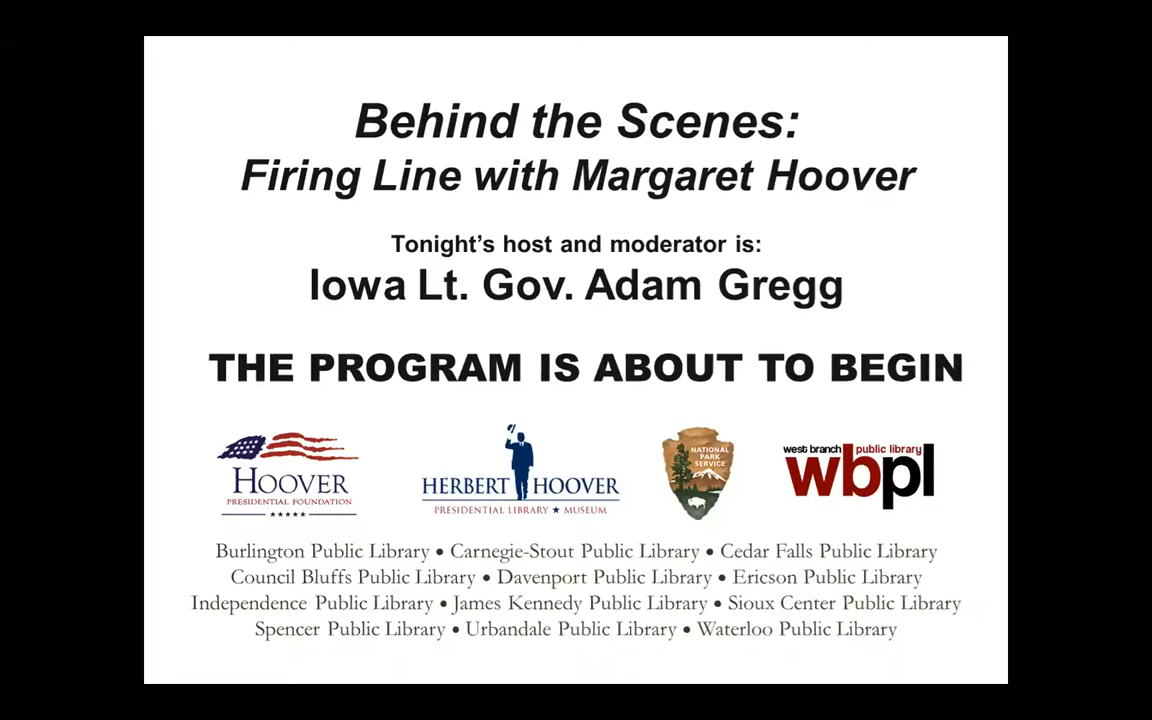 Behind the Scenes:
Firing Line with Margaret Hoover
Tonight's host and moderator is:
Iowa Lt. Gov. Adam Gregg
THE PROGRAM IS ABOUT TO BEGIN
HOOVER
PRESIDENTIAL FOUNDATION
HERBERT HOOVER
PRESIDENTIAL LIBRARY ★ MUSEUM
NATIONAL
PARK
SERVICE
west branch public library
wbpl
Burlington Public Library • Carnegie-Stout Public Library • Cedar Falls Public Library
Council Bluffs Public Library • Davenport Public Library • Ericson Public Library
Independence Public Library • James Kennedy Public Library • Sioux Center Public Library
Spencer Public Library • Urbandale Public Library • Waterloo Public Library